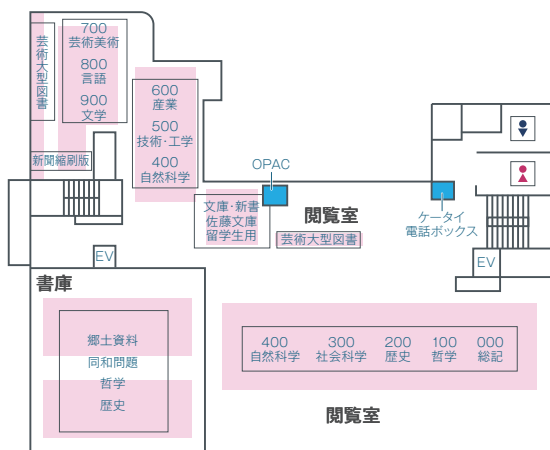 芸術大型図書
700
芸術美術
800
言語
900
文学
新聞縮刷版
600
産業
500
技術・工学
400
自然科学
OPAC
文庫・新書
佐藤文庫
留学生用
閲覧室
芸術大型図書
ケータイ
電話ボックス
EV
EV
書庫
郷土資料
同和問題
哲学
歴史
400
自然科学
300
社会科学
200
歴史
100
哲学
000
総記
閲覧室